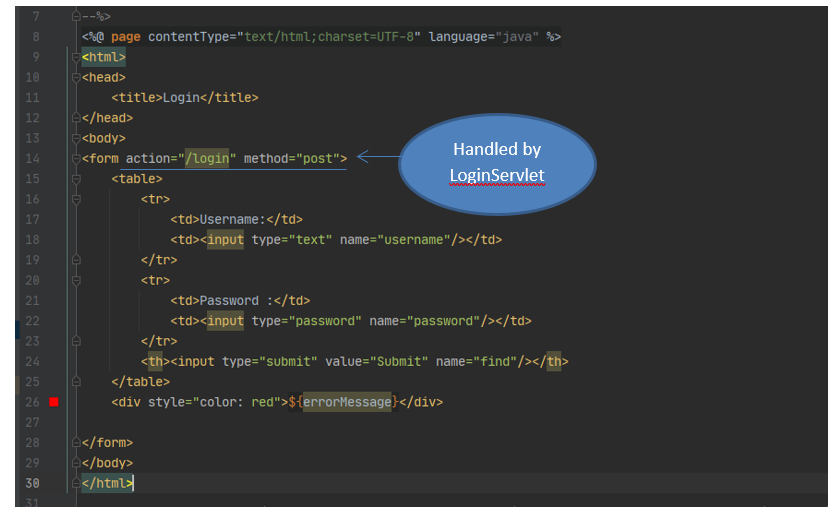 7 --%>
8 <%@ page contentType="text/html;charset=UTF-8" language="java" %>
9 <html>
10 <head>
11 <title>Login</title>
12 </head>
13 <body>
14 <form action="/login" method="post">
Handled by
LoginServlet
15 <table>
16 <tr>
17 <td>Username:</td>
18 <td><input type="text" name="username"/></td>
19 </tr>
20 <tr>
21 <td>Password :</td>
22 <td><input type="password" name="password"/></td>
23 </tr>
24 <th><input type="submit" value="Submit" name="find"/></th>
25 </table>
26 <div style="color: red">${errorMessage}</div>
27
28 </form>
29 </body>
30 </html>
31